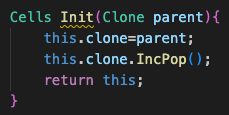 Cells Init(Clone parent){
    this.clone=parent;
    this.clone.IncPop();
    return this;
}